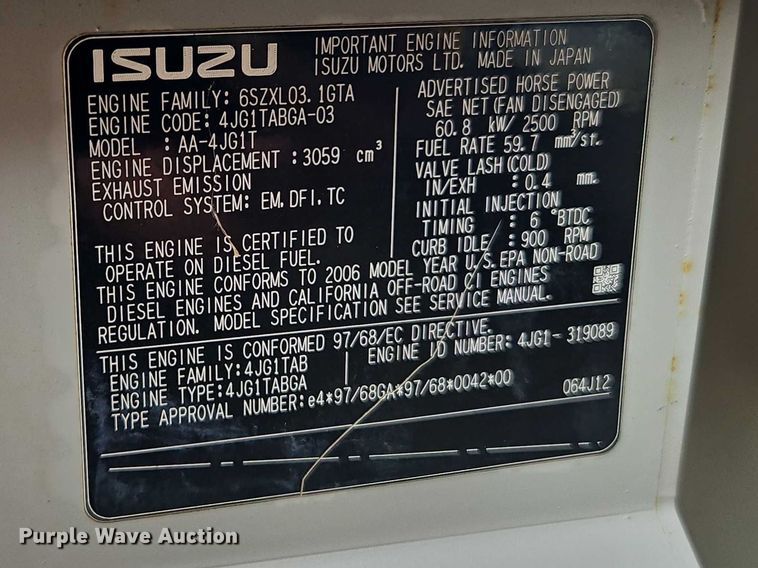 ISUZU
IMPORTANT ENGINE INFORMATION
ISUZU MOTORS LTD. MADE IN JAPAN
ENGINE FAMILY: 6SZXL03.1GTA
ENGINE CODE: 4JG1TABGA-03
MODEL : AA-4JG1T
ENGINE DISPLACEMENT :3059 cm³
EXHAUST EMISSION
CONTROL SYSTEM: EM,DFI,TC
ADVERTISED HORSE POWER
SAE NET(FAN DISENGAGED)
60.8 kW/ 2500 RPM
FUEL RATE 59.7 mm³/st.
VALVE LASH(COLD)
IN/EXH : 0.4 mm.
INITIAL INJECTION
TIMING : 6 °BTDC
CURB IDLE : 900 RPM
THIS ENGINE IS CERTIFIED TO
OPERATE ON DIESEL FUEL.
THIS ENGINE CONFORMS TO 2006 MODEL YEAR U.S.EPA NON-ROAD
DIESEL ENGINES AND CALIFORNIA OFF-ROAD CI ENGINES
REGULATION. MODEL SPECIFICATION SEE SERVICE MANUAL.
THIS ENGINE IS CONFORMED 97/68/EC DIRECTIVE.
ENGINE FAMILY:4JG1TAB
ENGINE ID NUMBER: 4JG1- 319089
ENGINE TYPE:4JG1TABGA
TYPE APPROVAL NUMBER:e4*97/68GA*97/68*0042*00
064J12
Purple Wave Auction